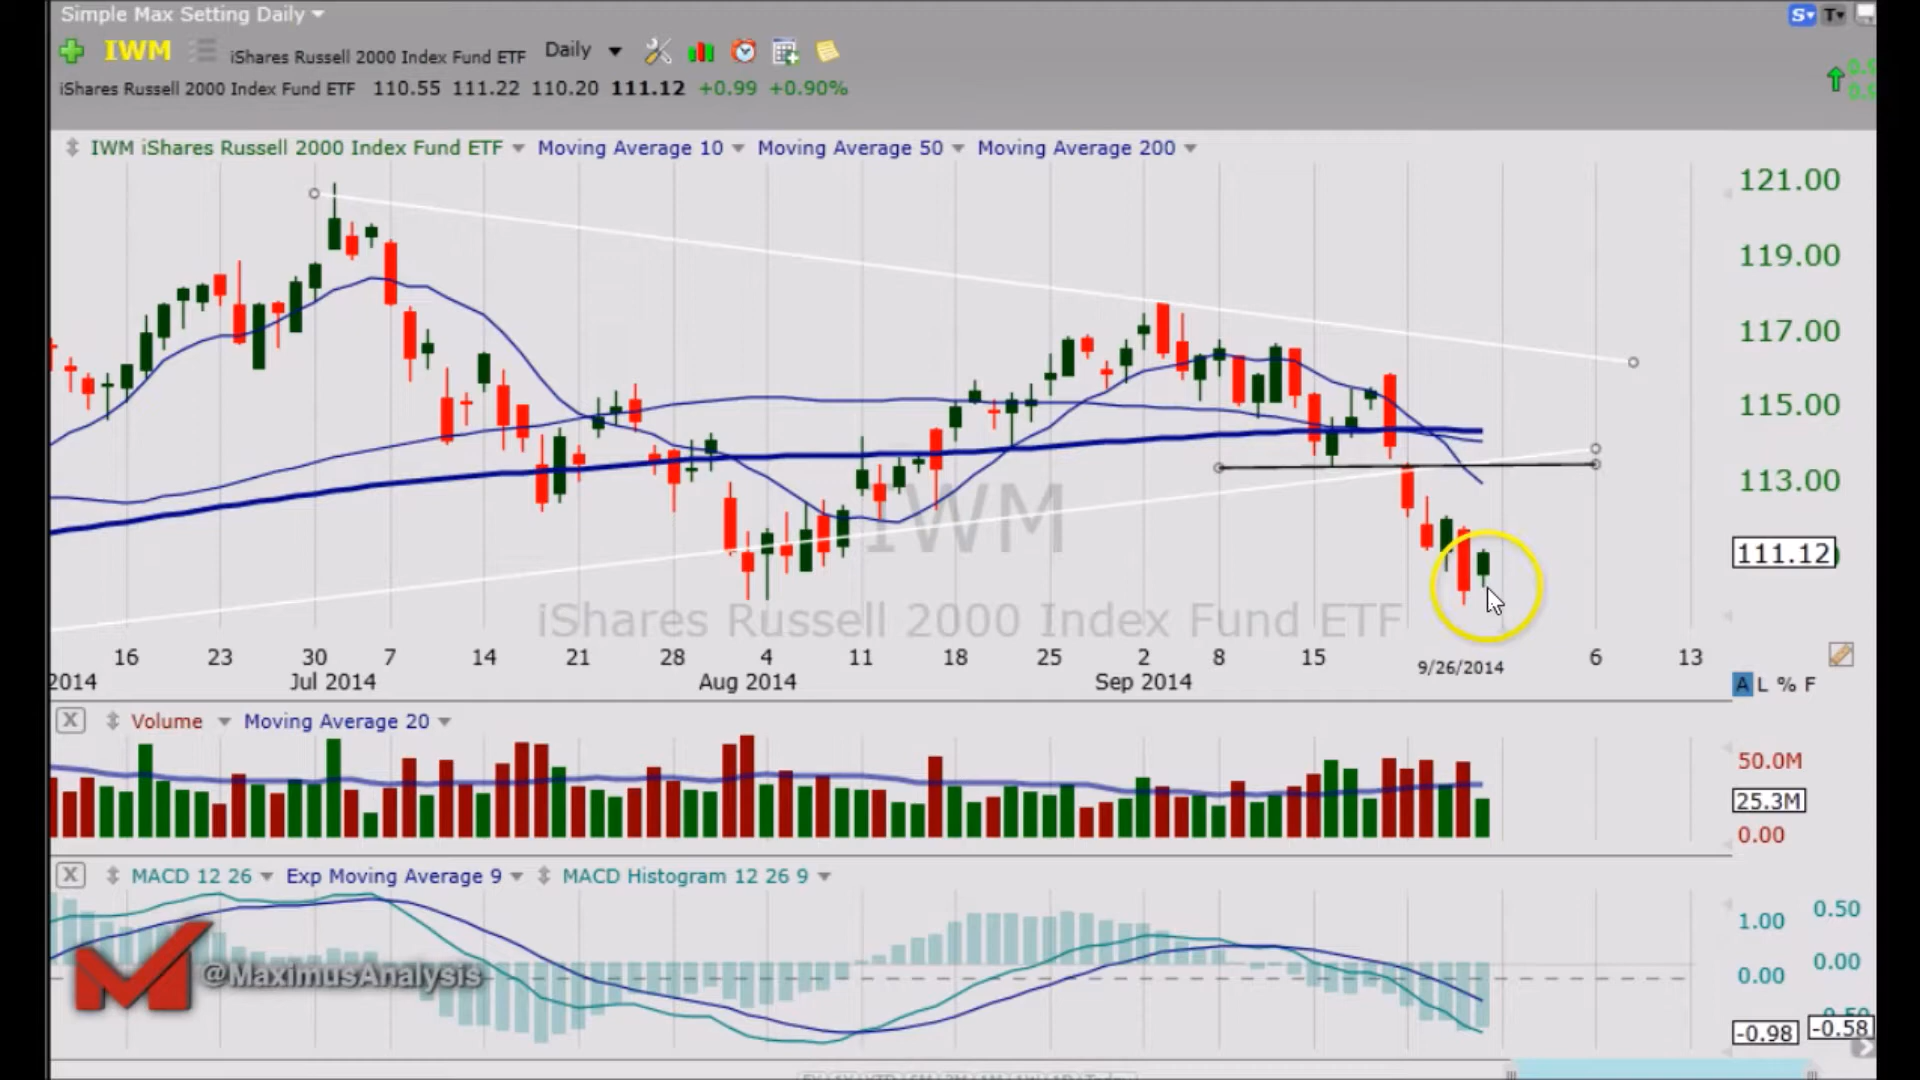 Simple Max Setting Daily
S T
IWM iShares Russell 2000 Index Fund ETF Daily
iShares Russell 2000 Index Fund ETF 110.55 111.22 110.20 111.12 +0.99 +0.90%
IWM iShares Russell 2000 Index Fund ETF Moving Average 10 Moving Average 50 Moving Average 200
121.00
119.00
117.00
115.00
113.00
111.12
IWM
iShares Russell 2000 Index Fund ETF
16 23 30 7 14 21 28 4 11 18 25 2 8 15 9/26/2014 6 13
2014 Jul 2014 Aug 2014 Sep 2014
A L % F
X Volume Moving Average 20
50.0M
25.3M
0.00
X MACD 12 26 Exp Moving Average 9 MACD Histogram 12 26 9
1.00 0.50
0.00 0.00
-0.98 -0.58
@MaximusAnalysis